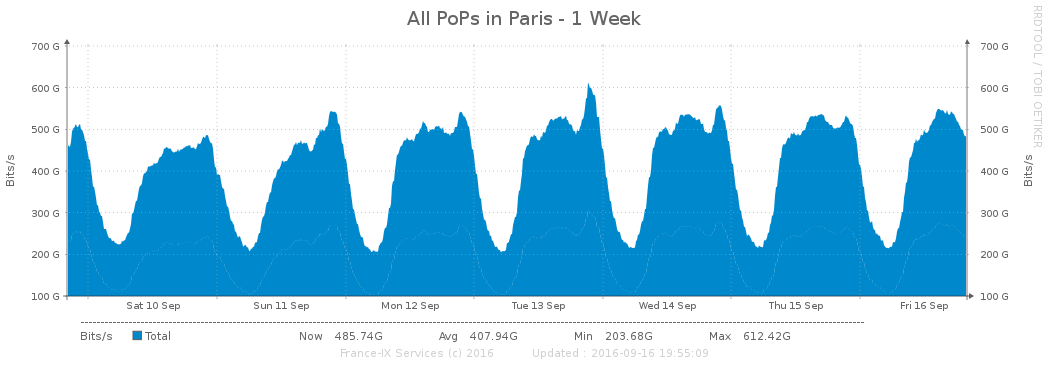 All PoPs in Paris - 1 Week
RRDTOOL / TOBI OETIKER
700 G 700 G
600 G 600 G
500 G 500 G
400 G 400 G
300 G 300 G
200 G 200 G
100 G 100 G
Bits/s
Bits/s
Sat 10 Sep Sun 11 Sep Mon 12 Sep Tue 13 Sep Wed 14 Sep Thu 15 Sep Fri 16 Sep
Bits/s Total Now 485.74G Avg 407.94G Min 203.68G Max 612.42G
France-IX Services (c) 2016 Updated : 2016-09-16 19:55:09